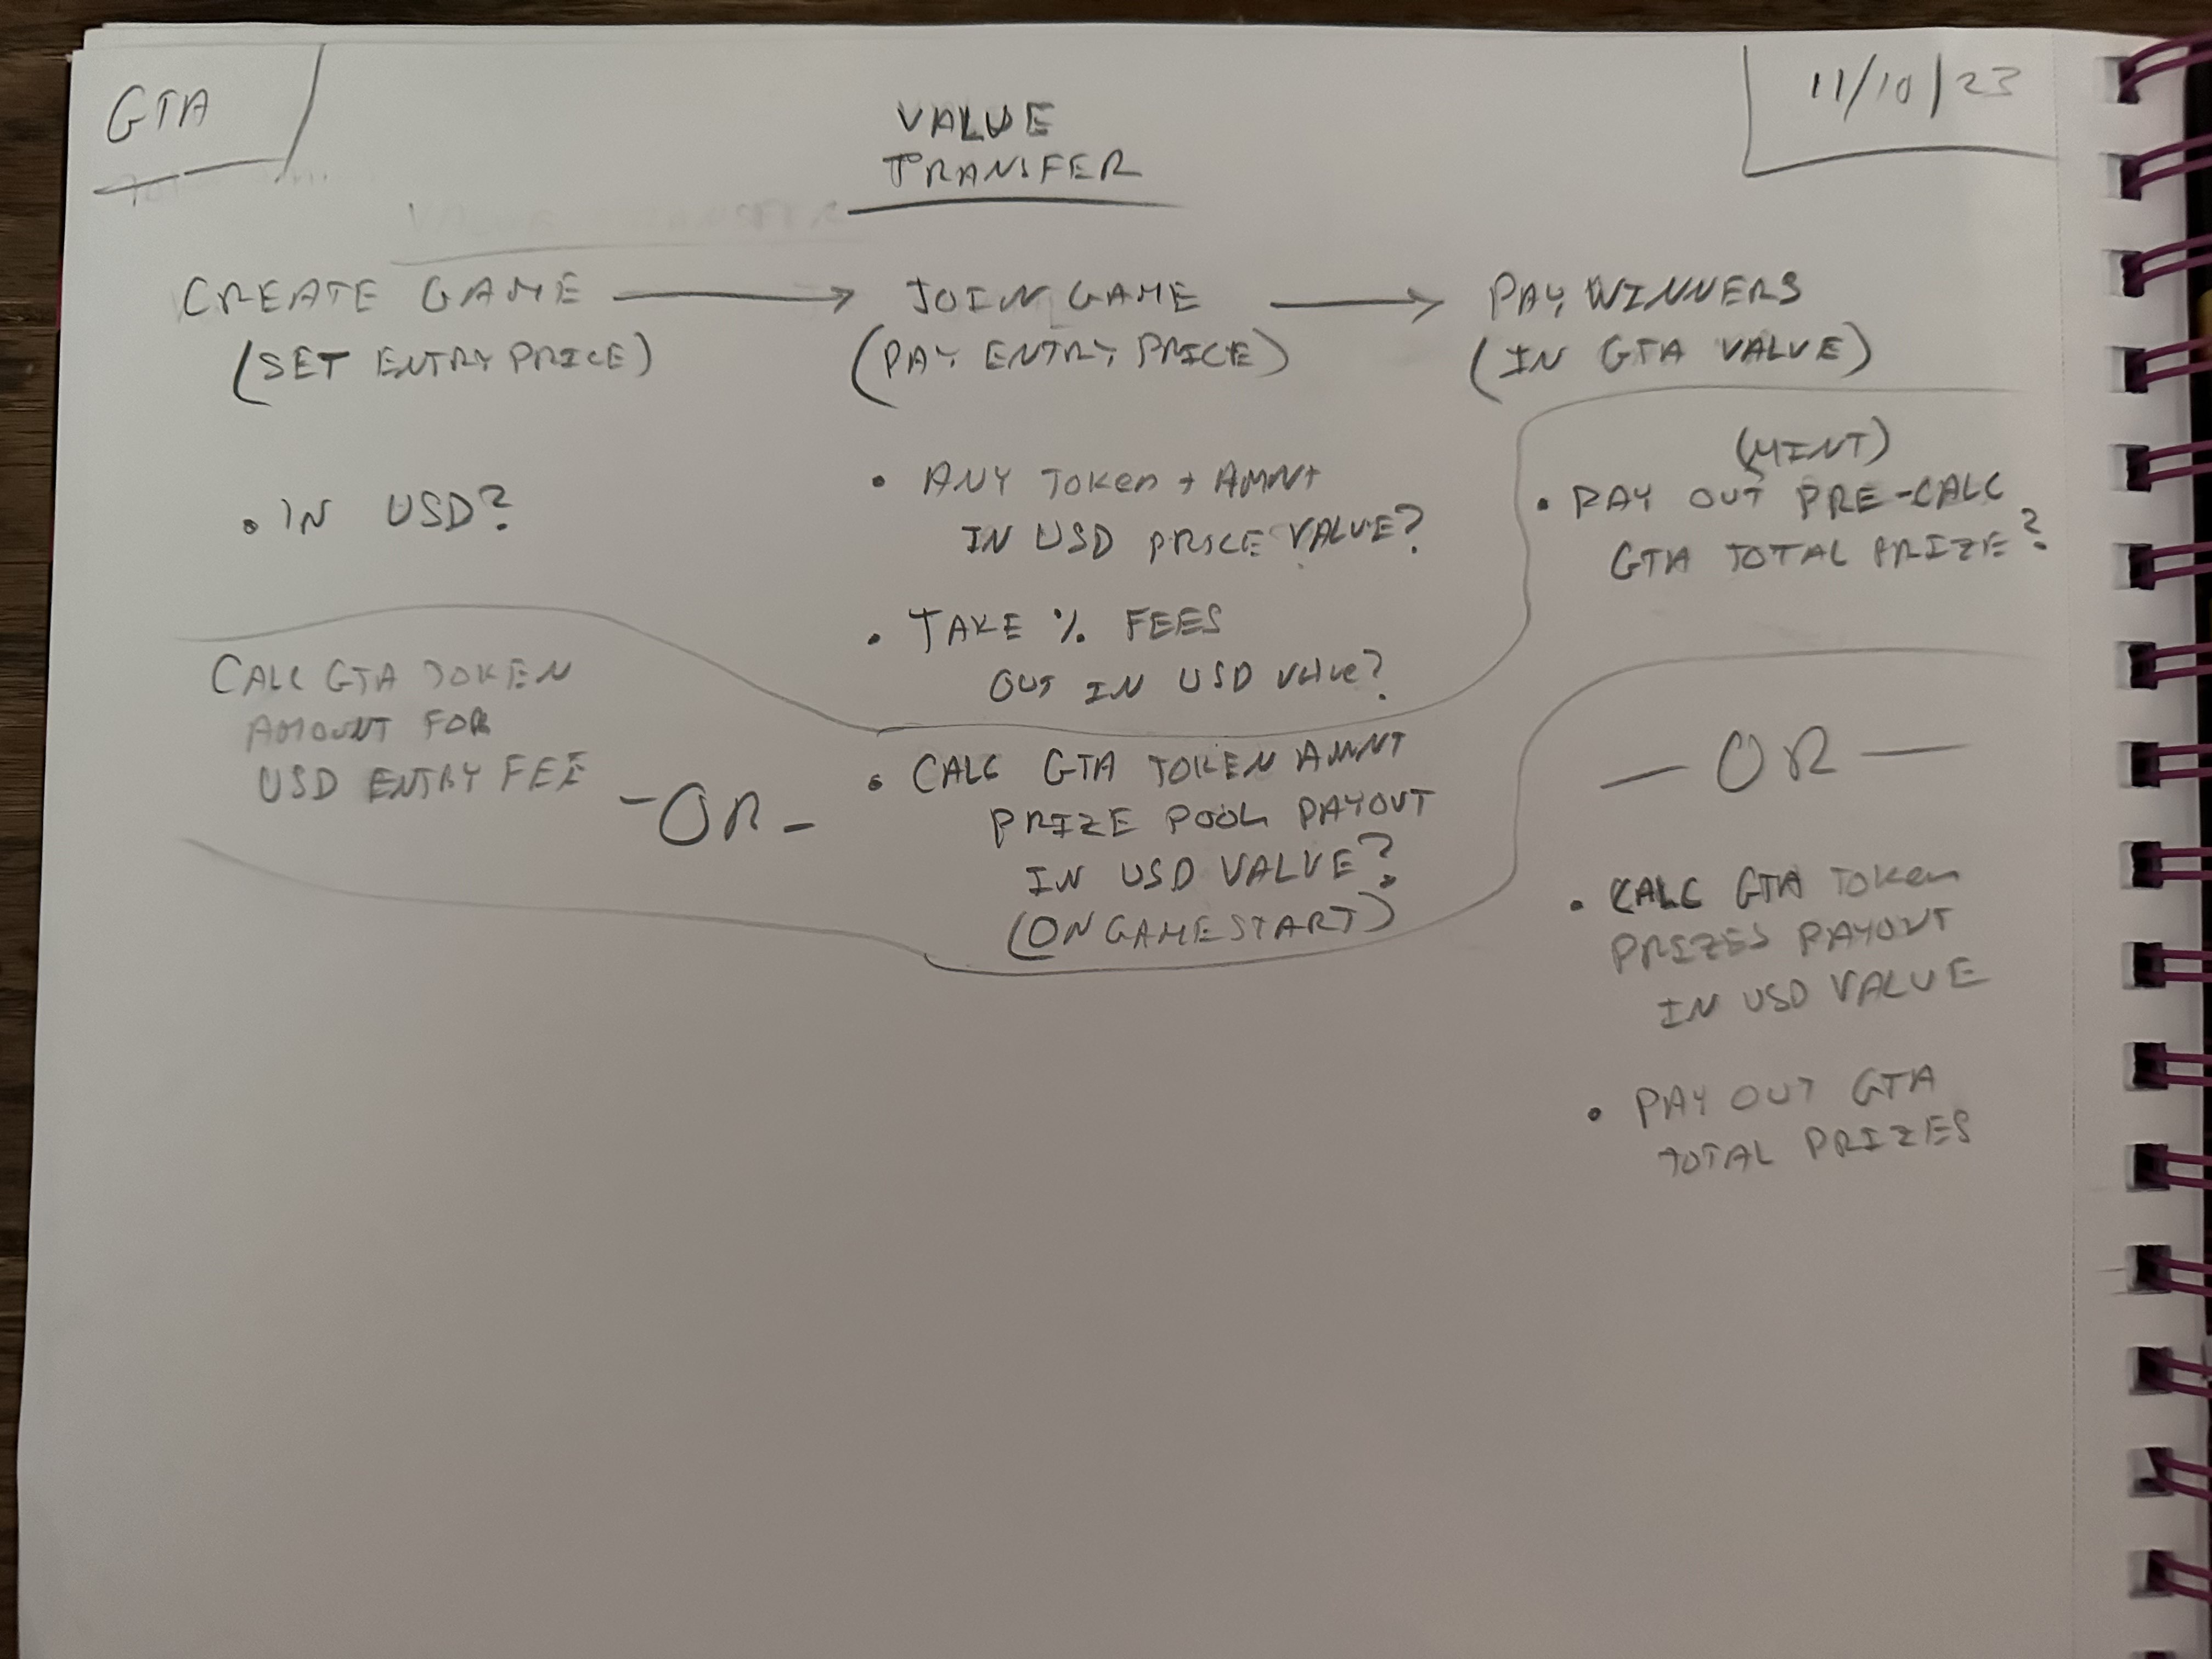 GTA
11/10/23
VALUE
TRANSFER
CREATE GAME
(SET ENTRY PRICE)
• IN USD?
CALC GTA TOKEN
AMOUNT FOR
USD ENTRY FEE
- OR -
JOIN GAME
(PAY ENTRY PRICE)
• ANY TOKEN + AMNT
IN USD PRICE VALUE?
• TAKE % FEES
OUT IN USD VALUE?
• CALC GTA TOKEN AMNT
PRIZE POOL PAYOUT
IN USD VALUE?
(ON GAME START)
PAY WINNERS
(IN GTA VALUE)
(MINT)
• PAY OUT PRE-CALC
GTA TOTAL PRIZE?
— OR —
• CALC GTA TOKEN
PRIZES PAYOUT
IN USD VALUE
• PAY OUT GTA
TOTAL PRIZES